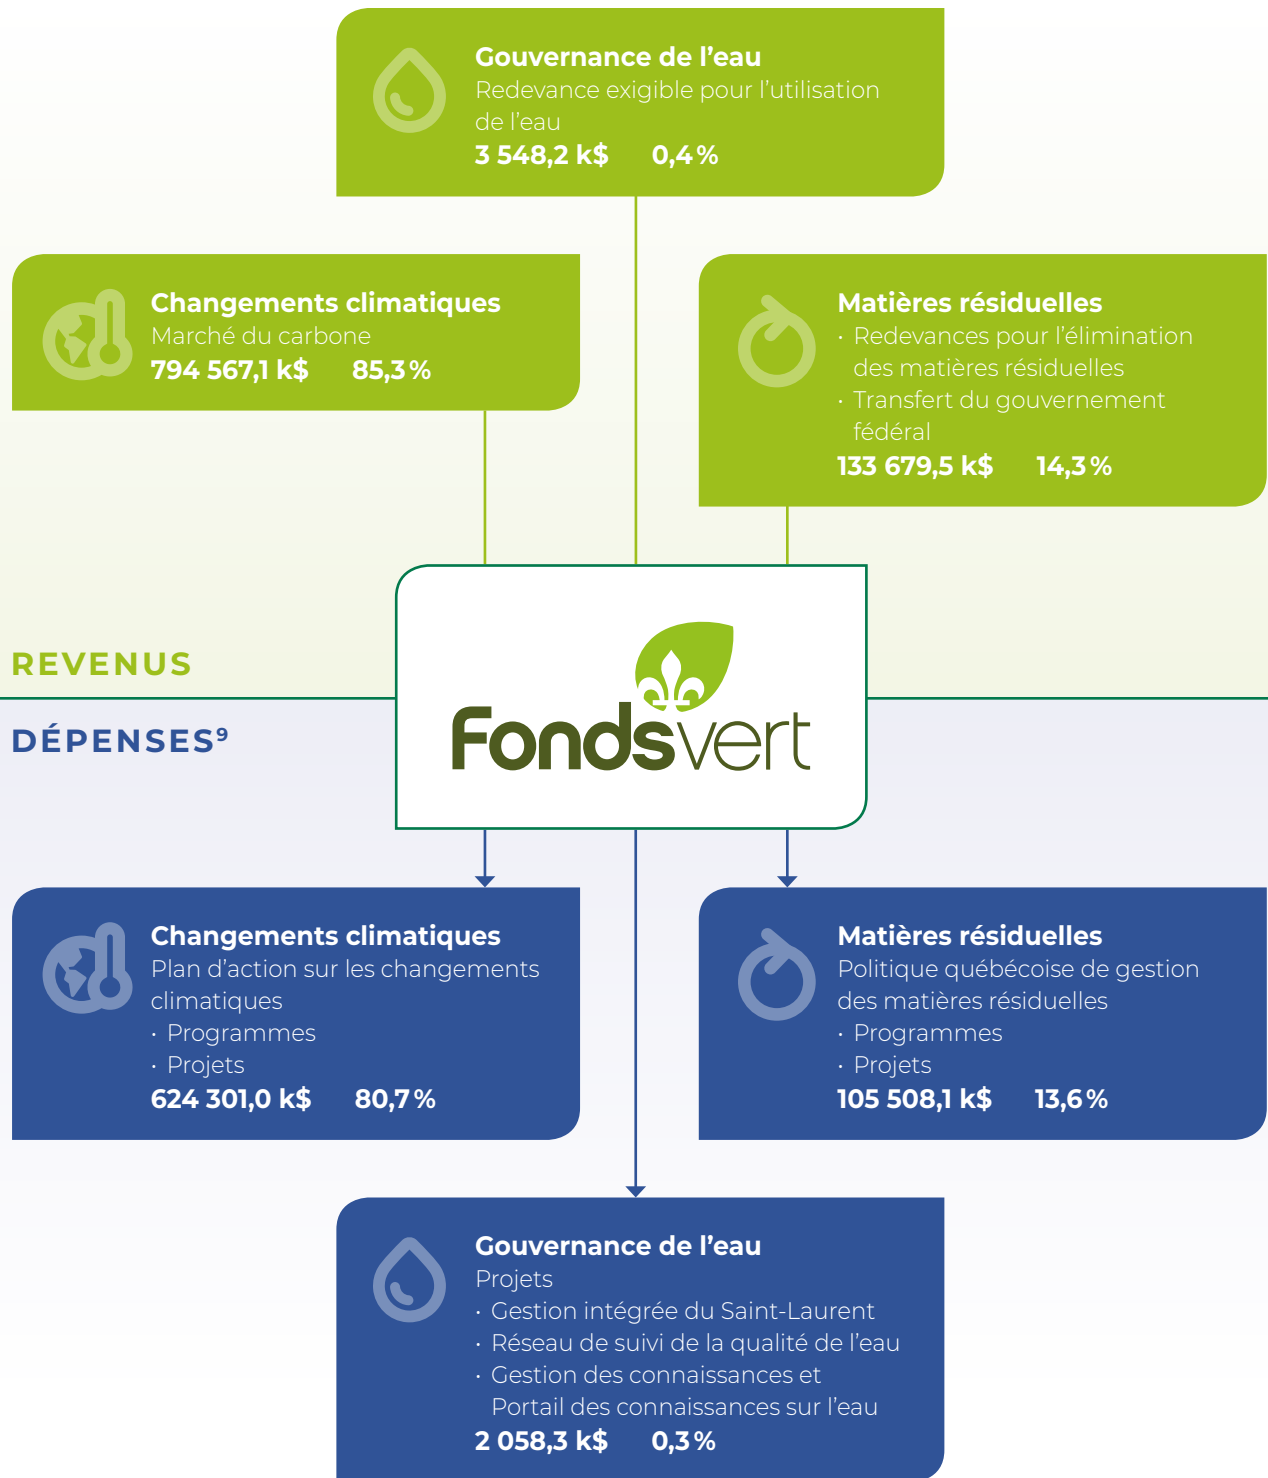 Gouvernance de l’eau
Redevance exigible pour l’utilisation
de l’eau
3 548,2 k$ 0,4 %
Changements climatiques
Marché du carbone
794 567,1 k$ 85,3 %
Matières résiduelles
· Redevances pour l’élimination
des matières résiduelles
· Transfert du gouvernement
fédéral
133 679,5 k$ 14,3 %
REVENUS
Fondsvert
DÉPENSES⁹
Changements climatiques
Plan d’action sur les changements
climatiques
· Programmes
· Projets
624 301,0 k$ 80,7 %
Matières résiduelles
Politique québécoise de gestion
des matières résiduelles
· Programmes
· Projets
105 508,1 k$ 13,6 %
Gouvernance de l’eau
Projets
· Gestion intégrée du Saint-Laurent
· Réseau de suivi de la qualité de l’eau
· Gestion des connaissances et
Portail des connaissances sur l’eau
2 058,3 k$ 0,3 %